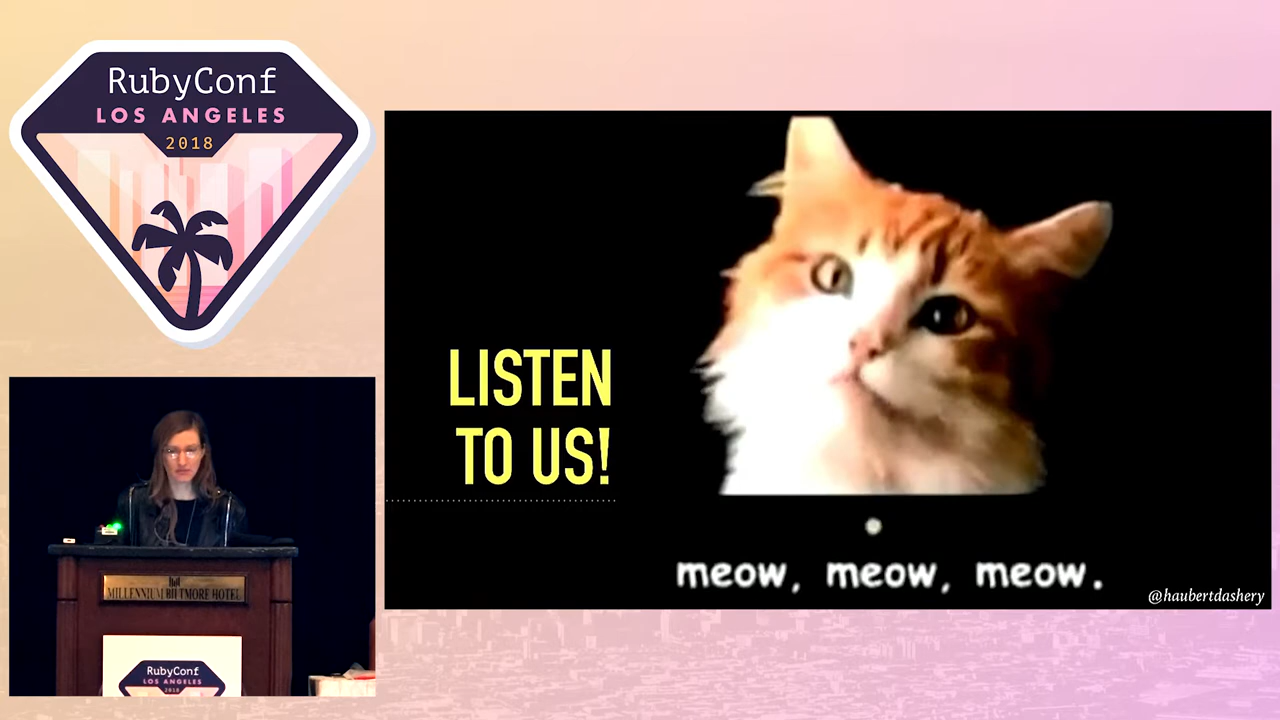 RubyConf
LOS ANGELES
2018
LISTEN
TO US!
meow, meow, meow.
@haubertdashery
MILLENNIUM BILTMORE HOTEL
RubyConf
LOS ANGELES
2018